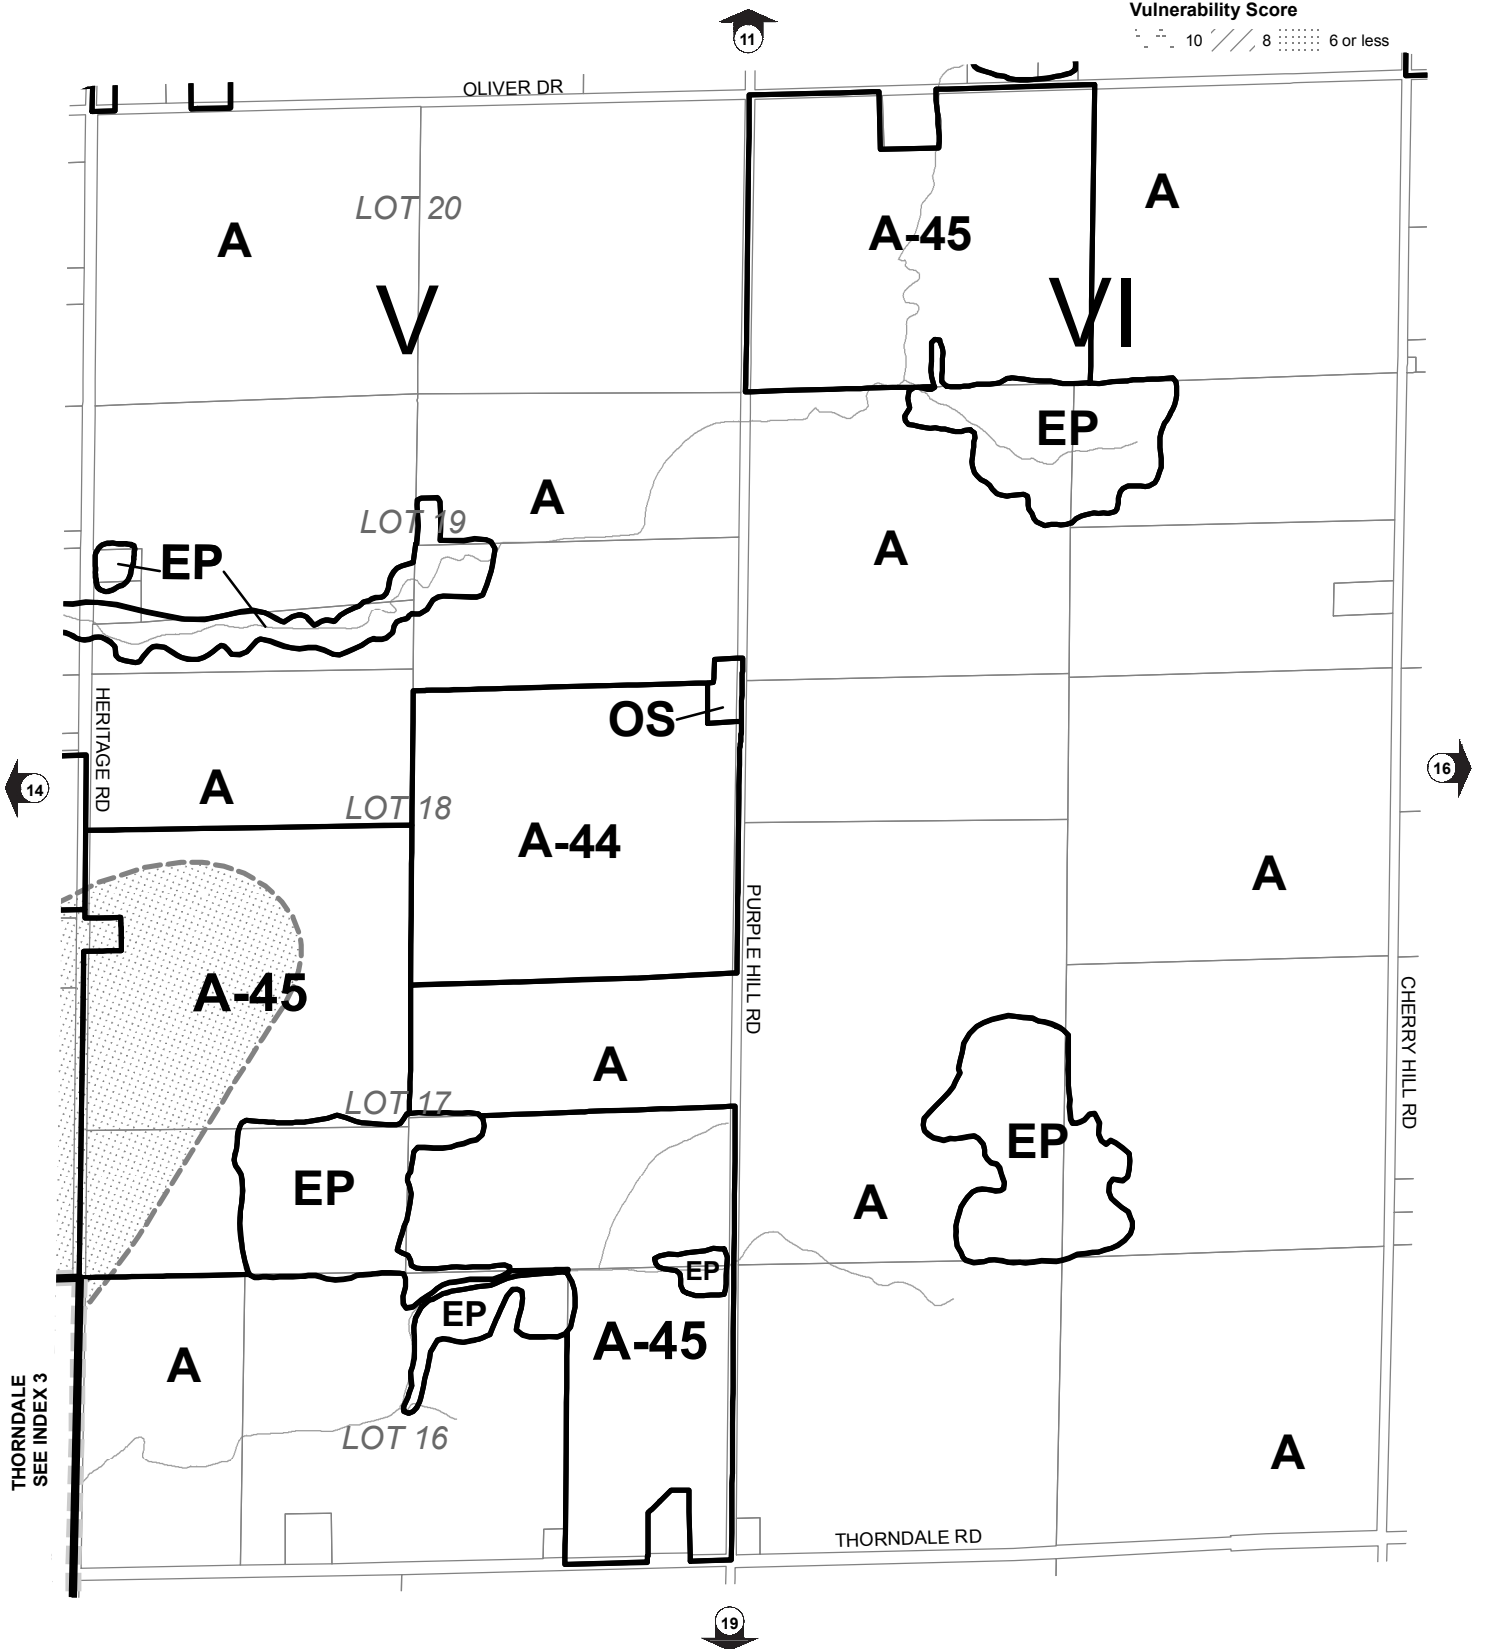 Vulnerability Score
10 8 6 or less
11
OLIVER DR
A
LOT 20
A-45
A
V
VI
EP
A
LOT 19
A
EP
HERITAGE RD
OS
14
16
A
LOT 18
A-44
A
PURPLE HILL RD
A-45
CHERRY HILL RD
A
LOT 17
EP
EP
A
EP
EP
A-45
A
THORNDALE
SEE INDEX 3
LOT 16
A
THORNDALE RD
19